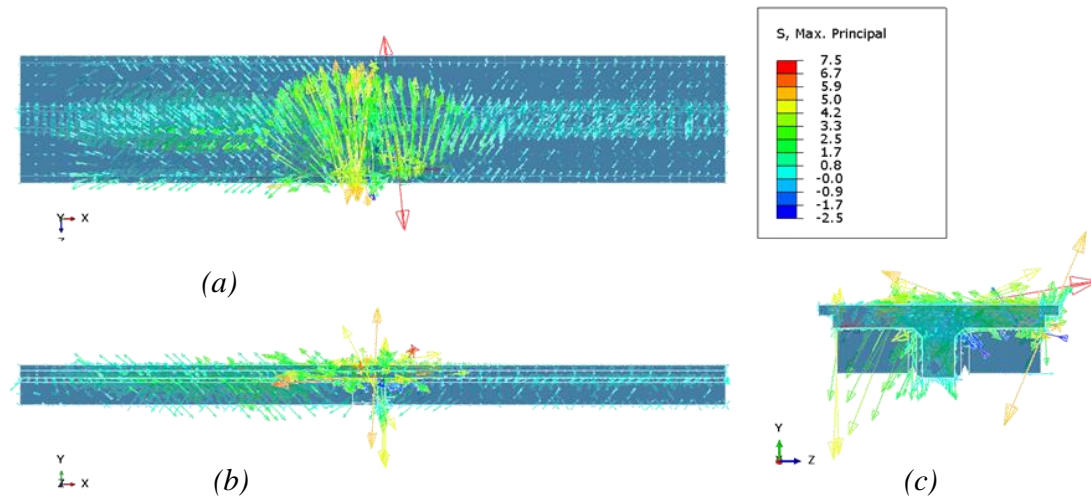 S, Max. Principal
7.5
6.7
5.9
5.0
4.2
3.3
2.5
1.7
0.8
-0.0
-0.9
-1.7
-2.5
Y X
Z
(a)
Y
Z X
(b)
Y
X Z
(c)